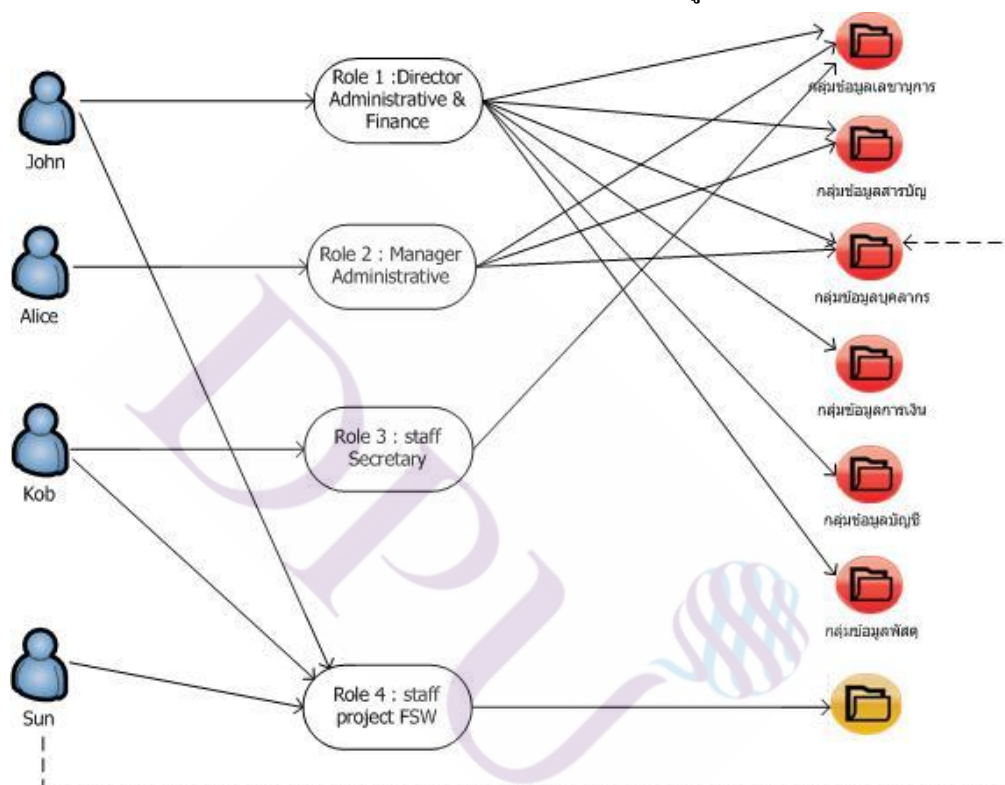 Role 1 :Director
Administrative &
Finance
John
กลุ่มข้อมูลเลขานุการ
กลุ่มข้อมูลสารบัญ
Role 2 : Manager
Administrative
Alice
กลุ่มข้อมูลบุคลากร
กลุ่มข้อมูลการเงิน
Role 3 : staff
Secretary
Kob
กลุ่มข้อมูลบัญชี
กลุ่มข้อมูลพัสดุ
Role 4 : staff
project FSW
Sun
DPU